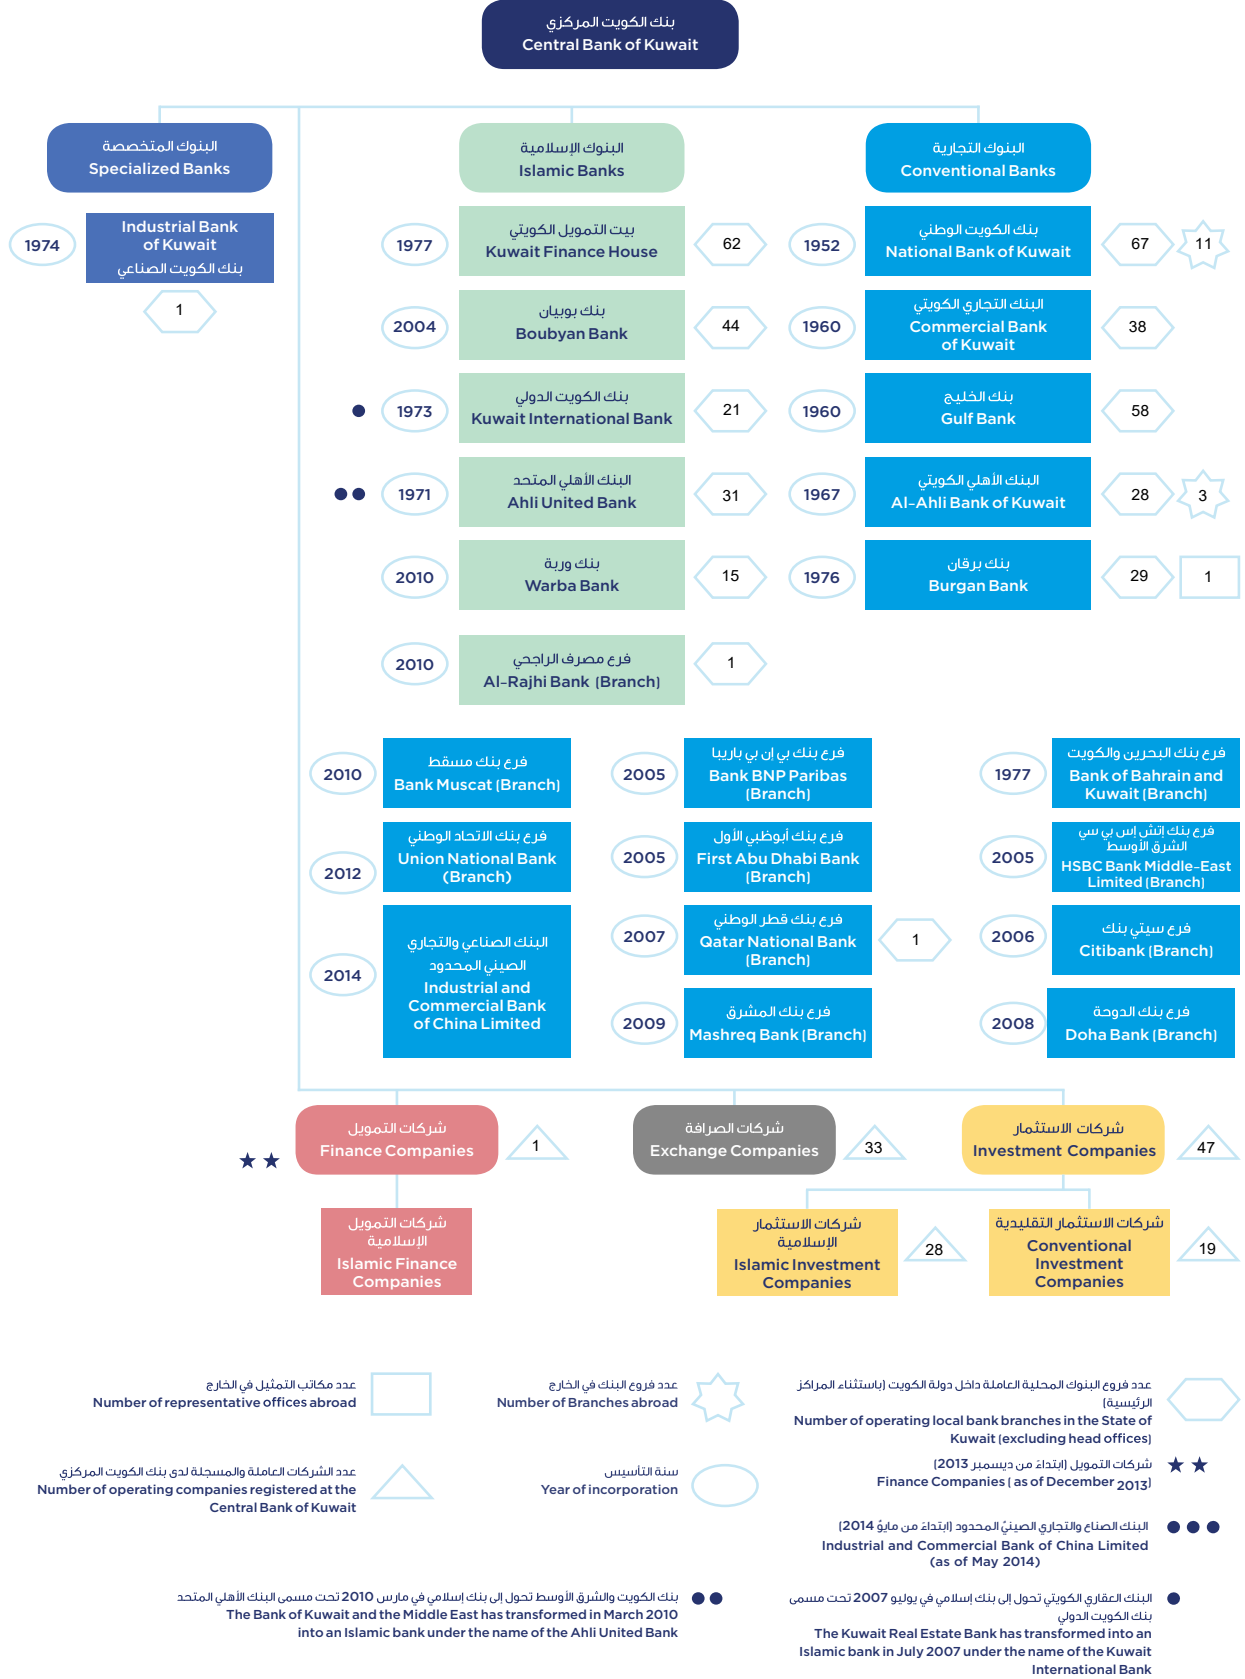 بنك الكويت المركزي
Central Bank of Kuwait
البنوك المتخصصة
Specialized Banks
البنوك الإسلامية
Islamic Banks
البنوك التجارية
Conventional Banks
1974
Industrial Bank
of Kuwait
بنك الكويت الصناعي
1
1977
بيت التمويل الكويتي
Kuwait Finance House
62
1952
بنك الكويت الوطني
National Bank of Kuwait
67
11
2004
بنك بوبيان
Boubyan Bank
44
1960
البنك التجاري الكويتي
Commercial Bank
of Kuwait
38
● 1973
بنك الكويت الدولي
Kuwait International Bank
21
1960
بنك الخليج
Gulf Bank
58
●● 1971
البنك الأهلي المتحد
Ahli United Bank
31
1967
البنك الأهلي الكويتي
Al-Ahli Bank of Kuwait
28
3
2010
بنك وربة
Warba Bank
15
1976
بنك برقان
Burgan Bank
29
1
2010
فرع مصرف الراجحي
Al-Rajhi Bank (Branch)
1
2010
فرع بنك مسقط
Bank Muscat (Branch)
2005
فرع بنك بي إن بي باريبا
Bank BNP Paribas
(Branch)
1977
فرع بنك البحرين والكويت
Bank of Bahrain and
Kuwait (Branch)
2012
فرع بنك الاتحاد الوطني
Union National Bank
(Branch)
2005
فرع بنك أبوظبي الأول
First Abu Dhabi Bank
(Branch)
2005
فرع بنك إتش إس بي سي
الشرق الأوسط
HSBC Bank Middle-East
Limited (Branch)
2014
البنك الصناعي والتجاري
الصيني المحدود
Industrial and
Commercial Bank
of China Limited
2007
فرع بنك قطر الوطني
Qatar National Bank
(Branch)
1
2006
فرع سيتي بنك
Citibank (Branch)
2009
فرع بنك المشرق
Mashreq Bank (Branch)
2008
فرع بنك الدوحة
Doha Bank (Branch)
★ ★
شركات التمويل
Finance Companies
1
شركات الصرافة
Exchange Companies
33
شركات الاستثمار
Investment Companies
47
شركات التمويل
الإسلامية
Islamic Finance
Companies
شركات الاستثمار
الإسلامية
Islamic Investment
Companies
28
شركات الاستثمار التقليدية
Conventional
Investment
Companies
19
عدد مكاتب التمثيل في الخارج
Number of representative offices abroad
عدد فروع البنك في الخارج
Number of Branches abroad
عدد فروع البنوك المحلية العاملة داخل دولة الكويت (باستثناء المراكز
الرئيسية)
Number of operating local bank branches in the State of
Kuwait (excluding head offices)
عدد الشركات العاملة والمسجلة لدى بنك الكويت المركزي
Number of operating companies registered at the
Central Bank of Kuwait
سنة التأسيس
Year of incorporation
شركات التمويل (ابتداءً من ديسمبر 2013) ★ ★
Finance Companies ( as of December 2013)
البنك الصناع والتجاري الصينيّ المحدود (ابتداءً من مايو 2014) ●●●
Industrial and Commercial Bank of China Limited
(as of May 2014)
بنك الكويت والشرق الأوسط تحول إلى بنك إسلامي في مارس 2010 تحت مسمى البنك الأهلي المتحد ●●
The Bank of Kuwait and the Middle East has transformed in March 2010
into an Islamic bank under the name of the Ahli United Bank
البنك العقاري الكويتي تحول إلى بنك إسلامي في يوليو 2007 تحت مسمى ●
بنك الكويت الدولي
The Kuwait Real Estate Bank has transformed into an
Islamic bank in July 2007 under the name of the Kuwait
International Bank